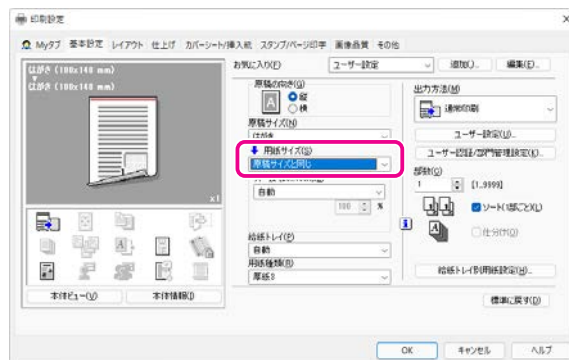 印刷設定
Myタブ 基本設定 レイアウト 仕上げ カバーシート/挿入紙 スタンプ/ページ印字 画像品質 その他
はがき (100x148 mm)
はがき (100x148 mm)
x1
本体ビュー(V) 本体情報(I)
お気に入り(F) ユーザー設定 追加(J)... 編集(E)...
原稿の向き(G)
縦
横
原稿サイズ(N)
はがき
用紙サイズ(S)
原稿サイズと同じ
自動
100 %
給紙トレイ(P)
自動
用紙種類(R)
厚紙3
出力方法(M)
通常印刷
ユーザー設定(U)...
ユーザー認証/部門管理設定(K)...
部数(C)
1 [1..9999]
ソート(1部ごと)(L)
仕分け(O)
給紙トレイ別用紙設定(H)...
標準に戻す(D)
OK キャンセル ヘルプ